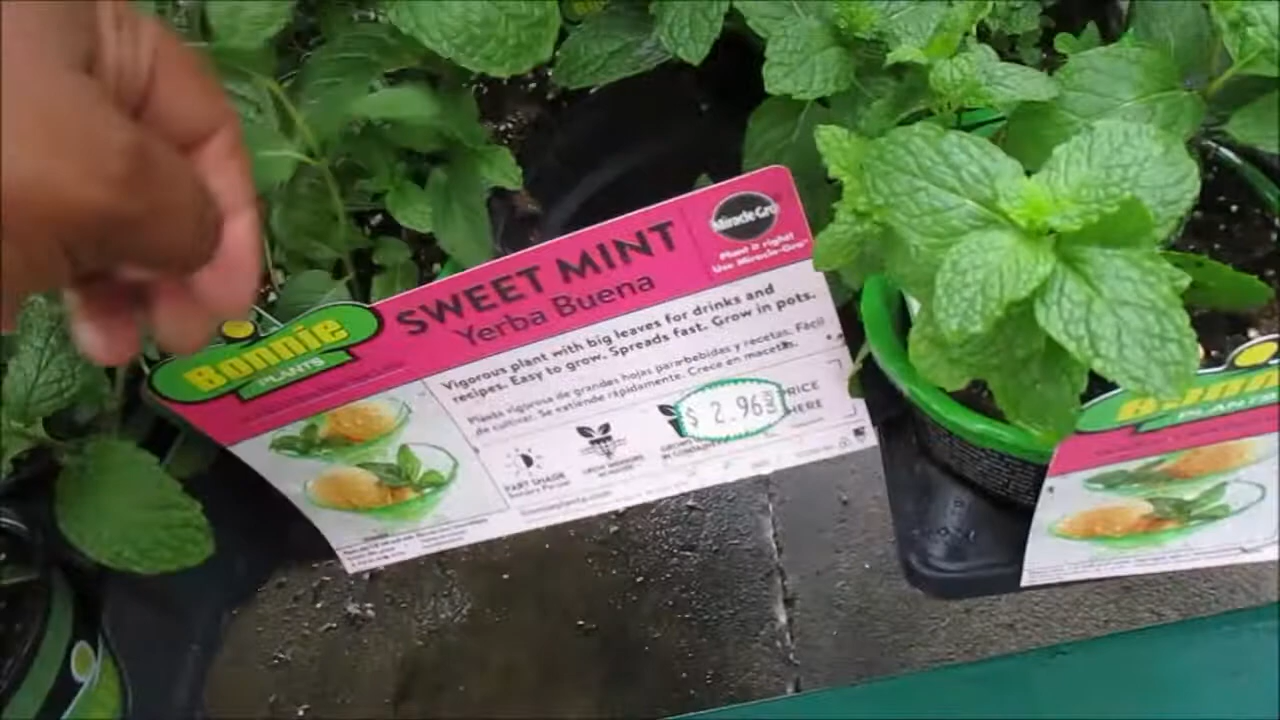 SWEET MINT
Yerba Buena
Miracle-Gro
Plant it right!
Use Miracle-Gro
Bonnie
PLANTS
Vigorous plant with big leaves for drinks and
recipes. Easy to grow. Spreads fast. Grow in pots.
Planta vigorosa de grandes hojas para bebidas y recetas. Fácil
de cultivar. Se extiende rápidamente. Crece en macetas.
$ 2.96
PRICE
HERE
PART SHADE
PLANTS